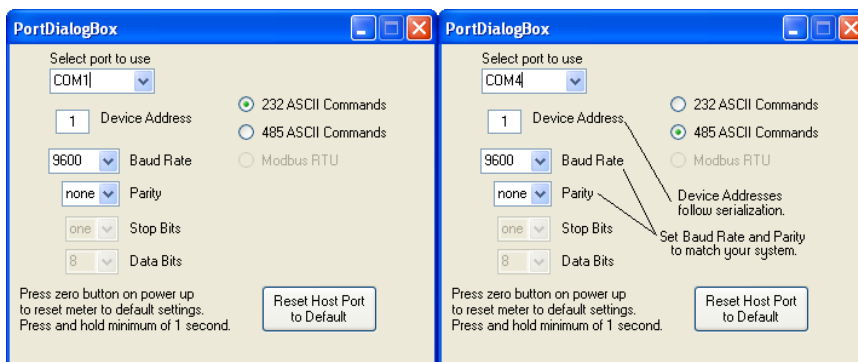 PortDialogBox
Select port to use
COM1
1 Device Address
9600 Baud Rate
none Parity
one Stop Bits
8 Data Bits
232 ASCII Commands
485 ASCII Commands
Modbus RTU
Press zero button on power up
to reset meter to default settings.
Press and hold minimum of 1 second.
Reset Host Port
to Default
PortDialogBox
Select port to use
COM4
1 Device Address
9600 Baud Rate
none Parity
one Stop Bits
8 Data Bits
232 ASCII Commands
485 ASCII Commands
Modbus RTU
Device Addresses
follow serialization.
Set Baud Rate and Parity
to match your system.
Press zero button on power up
to reset meter to default settings.
Press and hold minimum of 1 second.
Reset Host Port
to Default